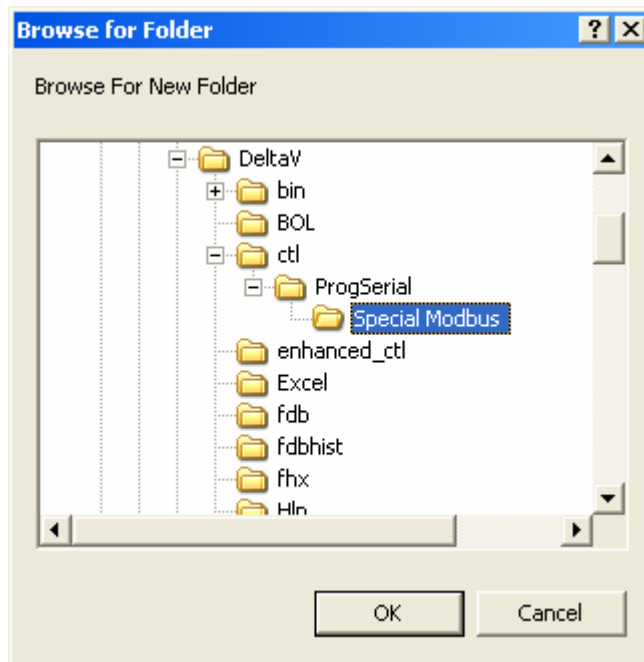 Browse for Folder
Browse For New Folder
DeltaV
bin
BOL
ctl
ProgSerial
Special Modbus
enhanced_ctl
Excel
fdb
fdbhist
fhx
OK Cancel